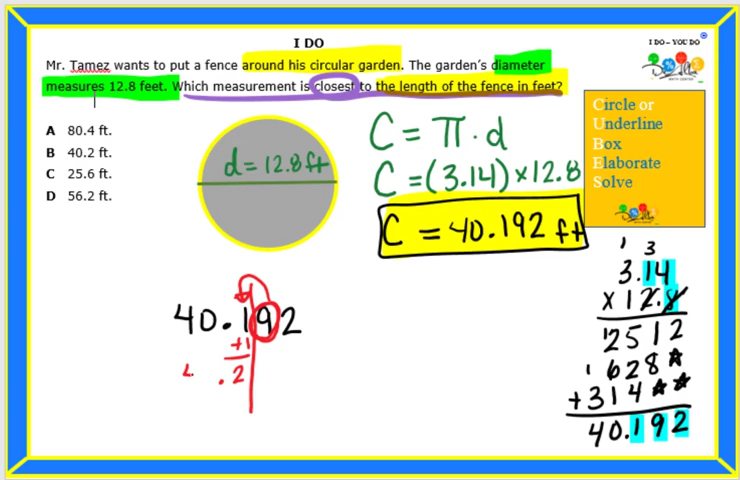 I DO
I DO – YOU DO
Mr. Tamez wants to put a fence around his circular garden. The garden's diameter
measures 12.8 feet. Which measurement is closest to the length of the fence in feet?
A 80.4 ft.
B 40.2 ft.
C 25.6 ft.
D 56.2 ft.
d = 12.8 ft
C = π · d
C = (3.14) × 12.8
C = 40.192 ft
Circle or
Underline
Box
Elaborate
Solve
40.192
+1
.2
1 3
3.14
× 12.8
12512
1628★
+ 314★★
40.192